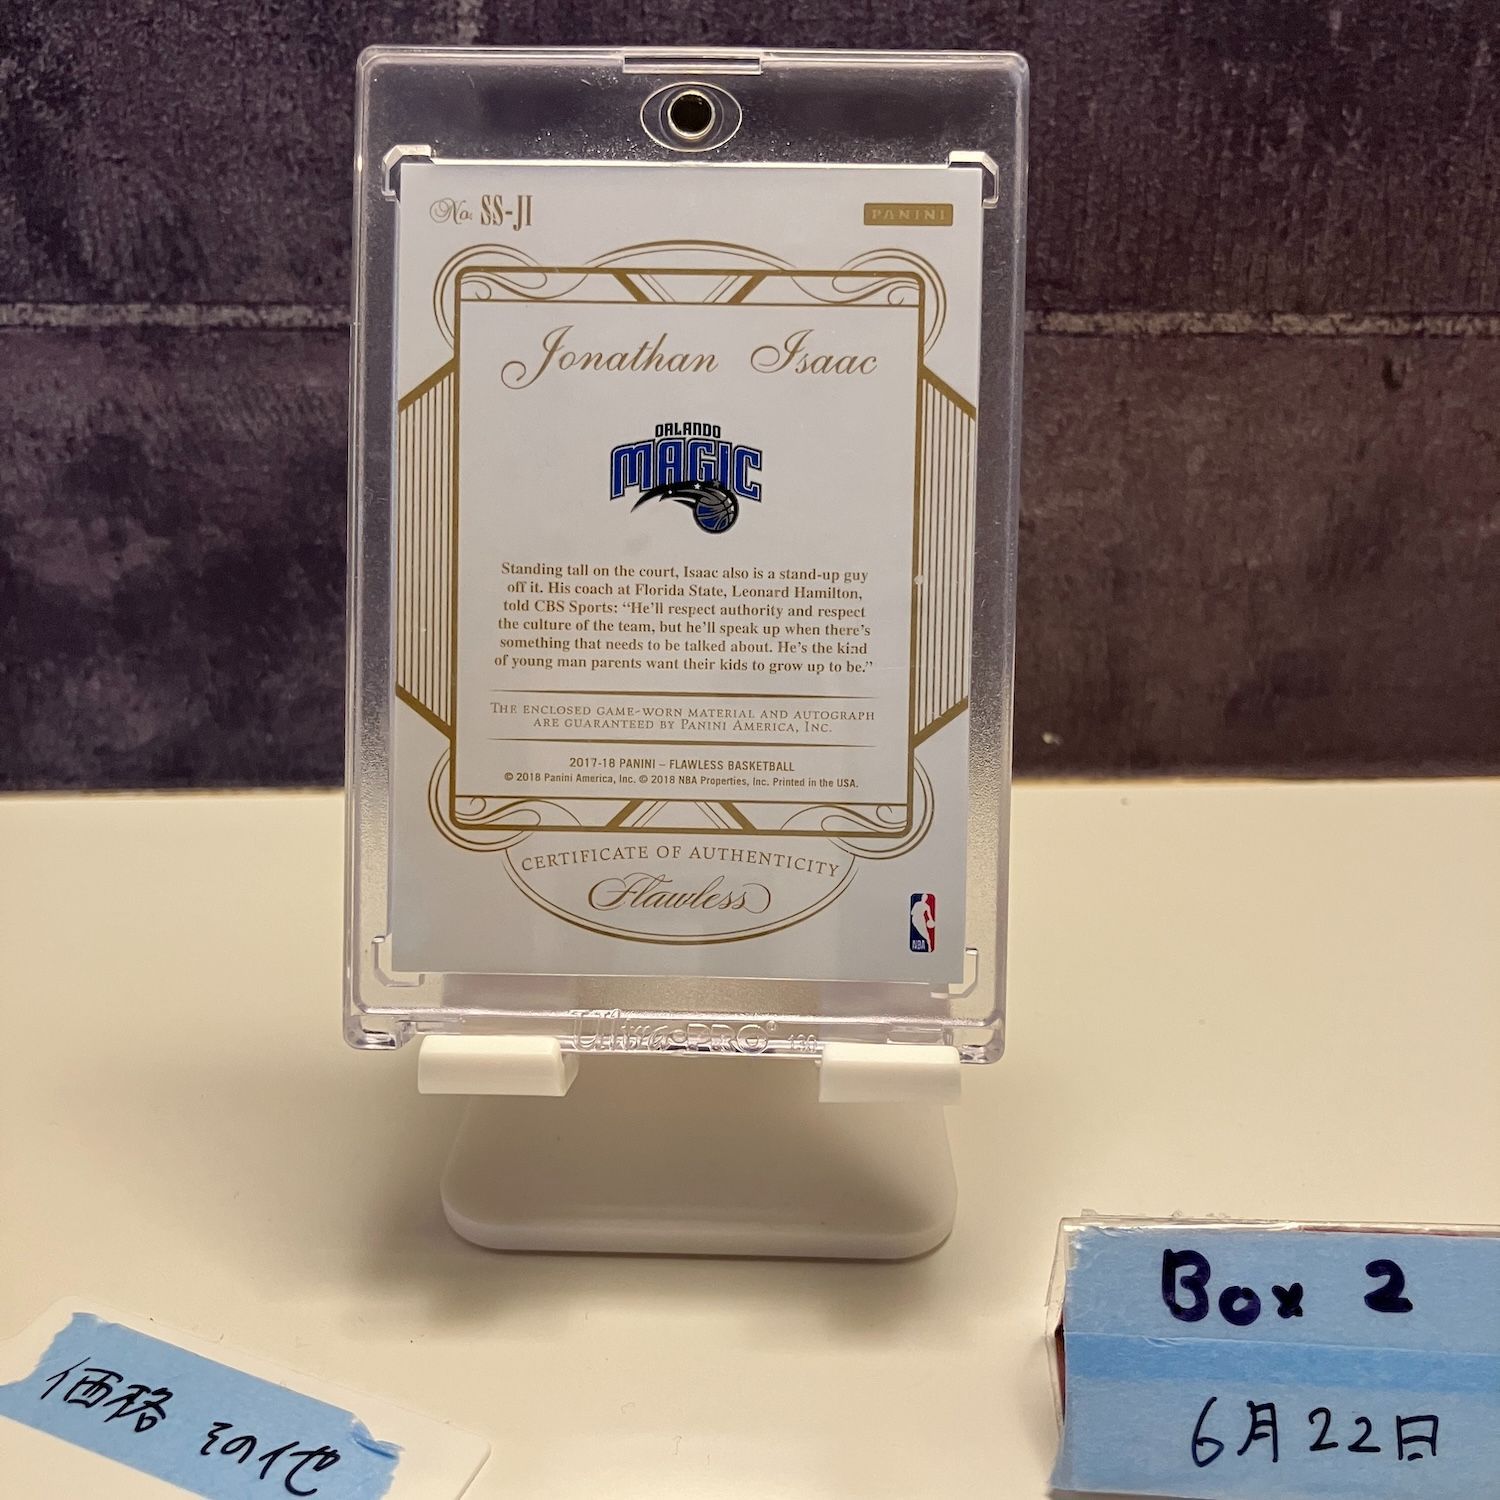 No. SS-JI
PANINI
Jonathan Isaac
ORLANDO
MAGIC
Standing tall on the court, Isaac also is a stand-up guy
off it. His coach at Florida State, Leonard Hamilton,
told CBS Sports: “He’ll respect authority and respect
the culture of the team, but he’ll speak up when there’s
something that needs to be talked about. He’s the kind
of young man parents want their kids to grow up to be.”
THE ENCLOSED GAME-WORN MATERIAL AND AUTOGRAPH
ARE GUARANTEED BY PANINI AMERICA, INC.
2017-18 PANINI – FLAWLESS BASKETBALL
© 2018 Panini America, Inc. © 2018 NBA Properties, Inc. Printed in the USA.
CERTIFICATE OF AUTHENTICITY
Flawless
NBA
Ultra•PRO® 130
Box 2
6月22日
価格 その他